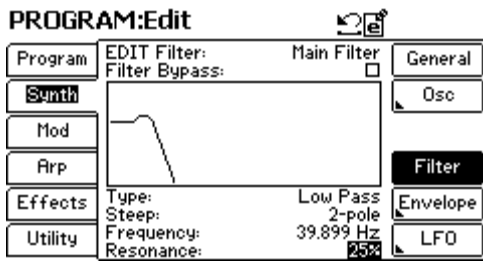 PROGRAM:Edit
Program
Synth
Mod
Arp
Effects
Utility
EDIT Filter: Main Filter
Filter Bypass:
Type: Low Pass
Steep: 2-pole
Frequency: 39.899 Hz
Resonance: 25%
General
Osc
Filter
Envelope
LFO